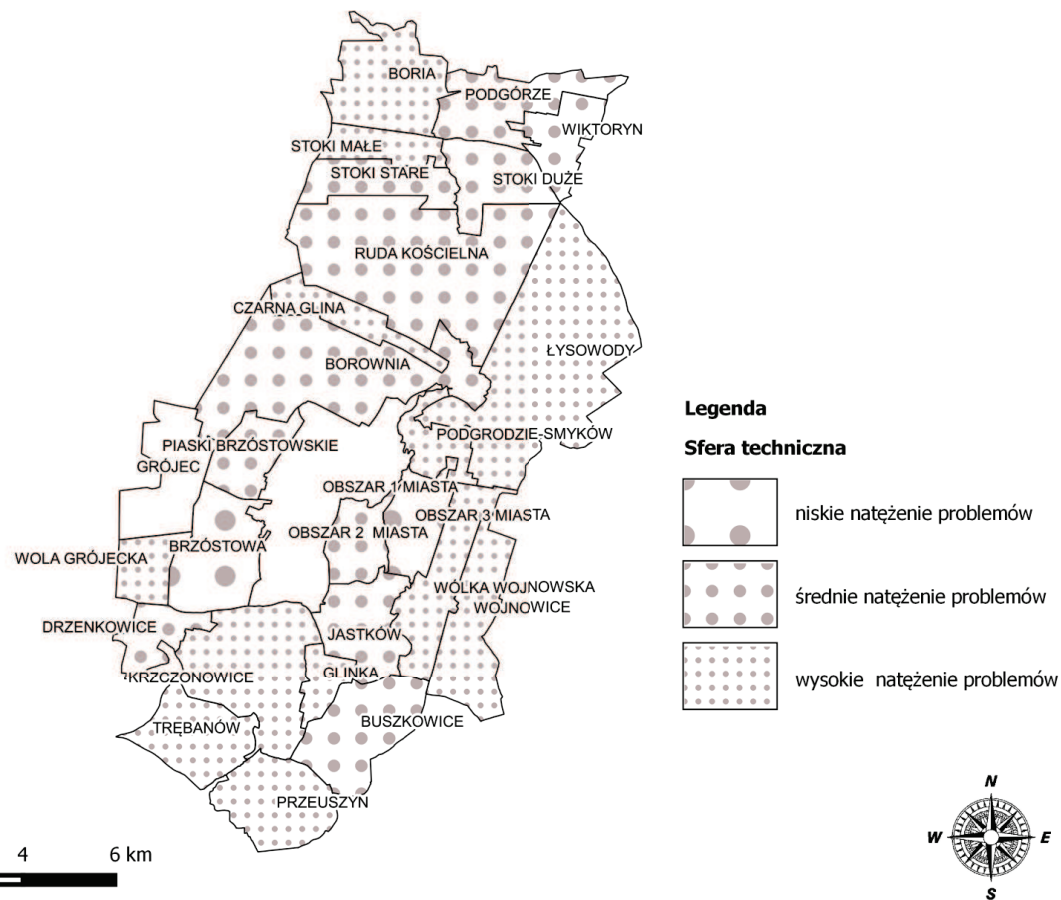 BORIA
PODGÓRZE
WIKTORYN
STOKI MAŁE
STOKI STARE
STOKI DUŻE
RUDA KOŚCIELNA
CZARNA GLINA
ŁYSOWODY
BOROWNIA
Legenda
PODGRODZIE-SMYKÓW
PIASKI BRZÓSTOWSKIE
Sfera techniczna
GRÓJEC
OBSZAR 1 MIASTA
OBSZAR 3 MIASTA
niskie natężenie problemów
OBSZAR 2 MIASTA
BRZÓSTOWA
WOLA GRÓJECKA
WÓLKA WOJNOWSKA
średnie natężenie problemów
WOJNOWICE
DRZENKOWICE
JASTKÓW
GLINKA
KRZCZONOWICE
wysokie natężenie problemów
BUSZKOWICE
TRĘBANÓW
PRZEUSZYN
N
W
E
S
4 6 km